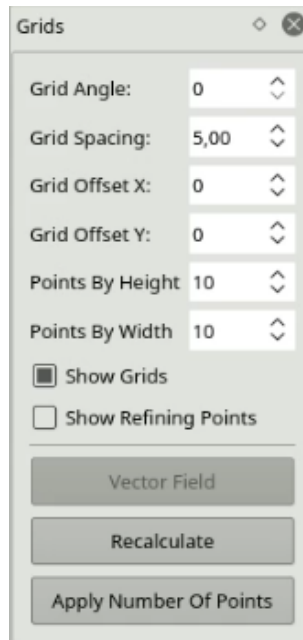 Grids
Grid Angle: 0
Grid Spacing: 5,00
Grid Offset X: 0
Grid Offset Y: 0
Points By Height 10
Points By Width 10
Show Grids
Show Refining Points
Vector Field
Recalculate
Apply Number Of Points